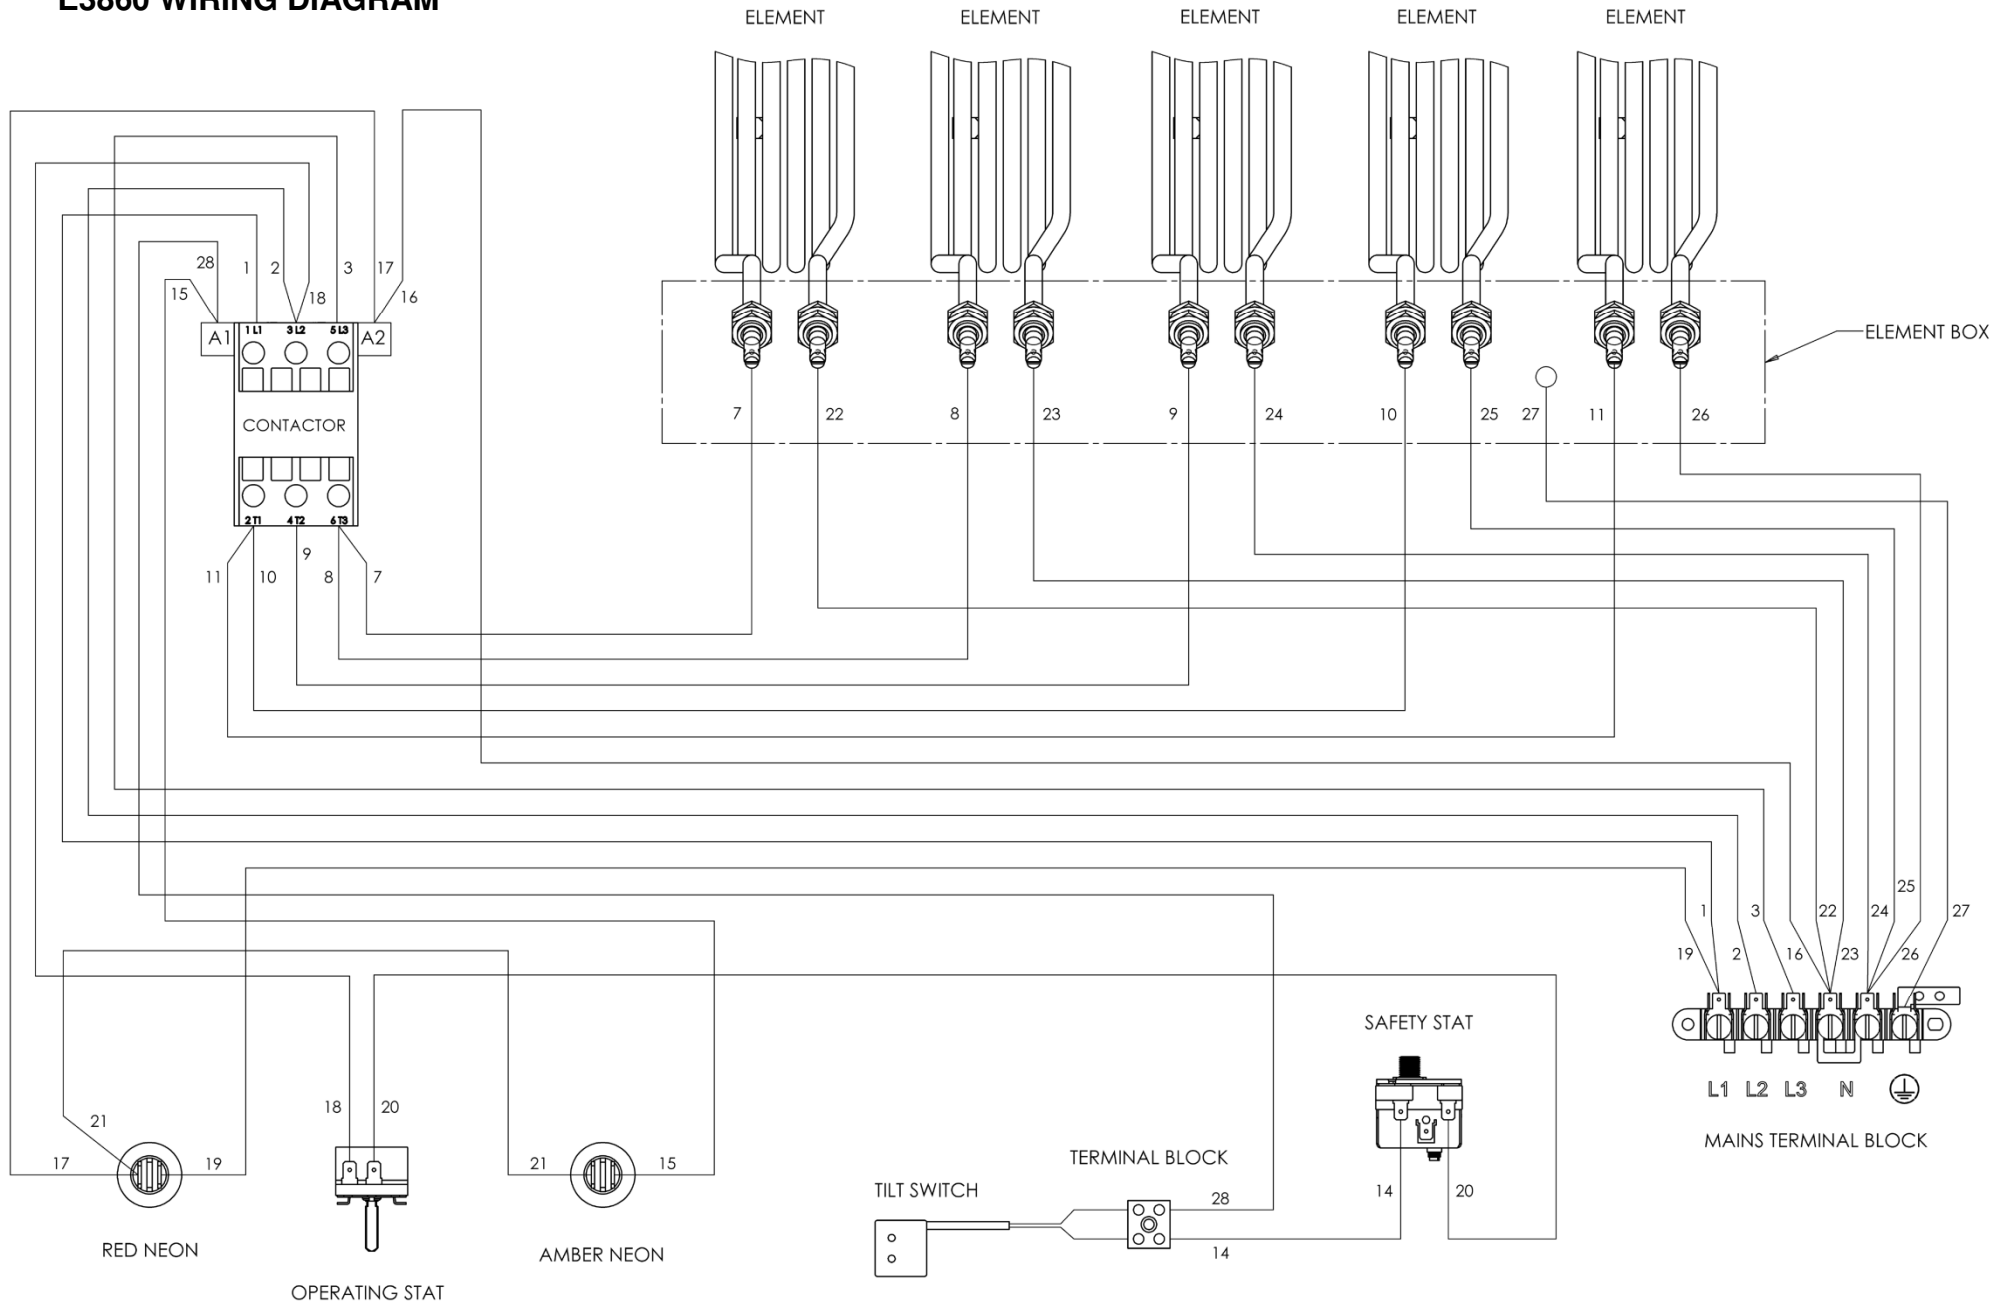 E3860 WIRING DIAGRAM
ELEMENT
ELEMENT
ELEMENT
ELEMENT
ELEMENT
28
1
2
3
17
15
18
16
A1
1 L1
3 L2
5 L3
A2
ELEMENT BOX
CONTACTOR
7
22
8
23
9
24
10
25
27
11
26
2 T1
4 T2
6 T3
9
11
10
8
7
25
1
3
22
24
27
19
2
16
23
26
SAFETY STAT
L1
L2
L3
N
MAINS TERMINAL BLOCK
18
20
21
17
19
21
15
TERMINAL BLOCK
TILT SWITCH
28
14
14
20
RED NEON
AMBER NEON
OPERATING STAT